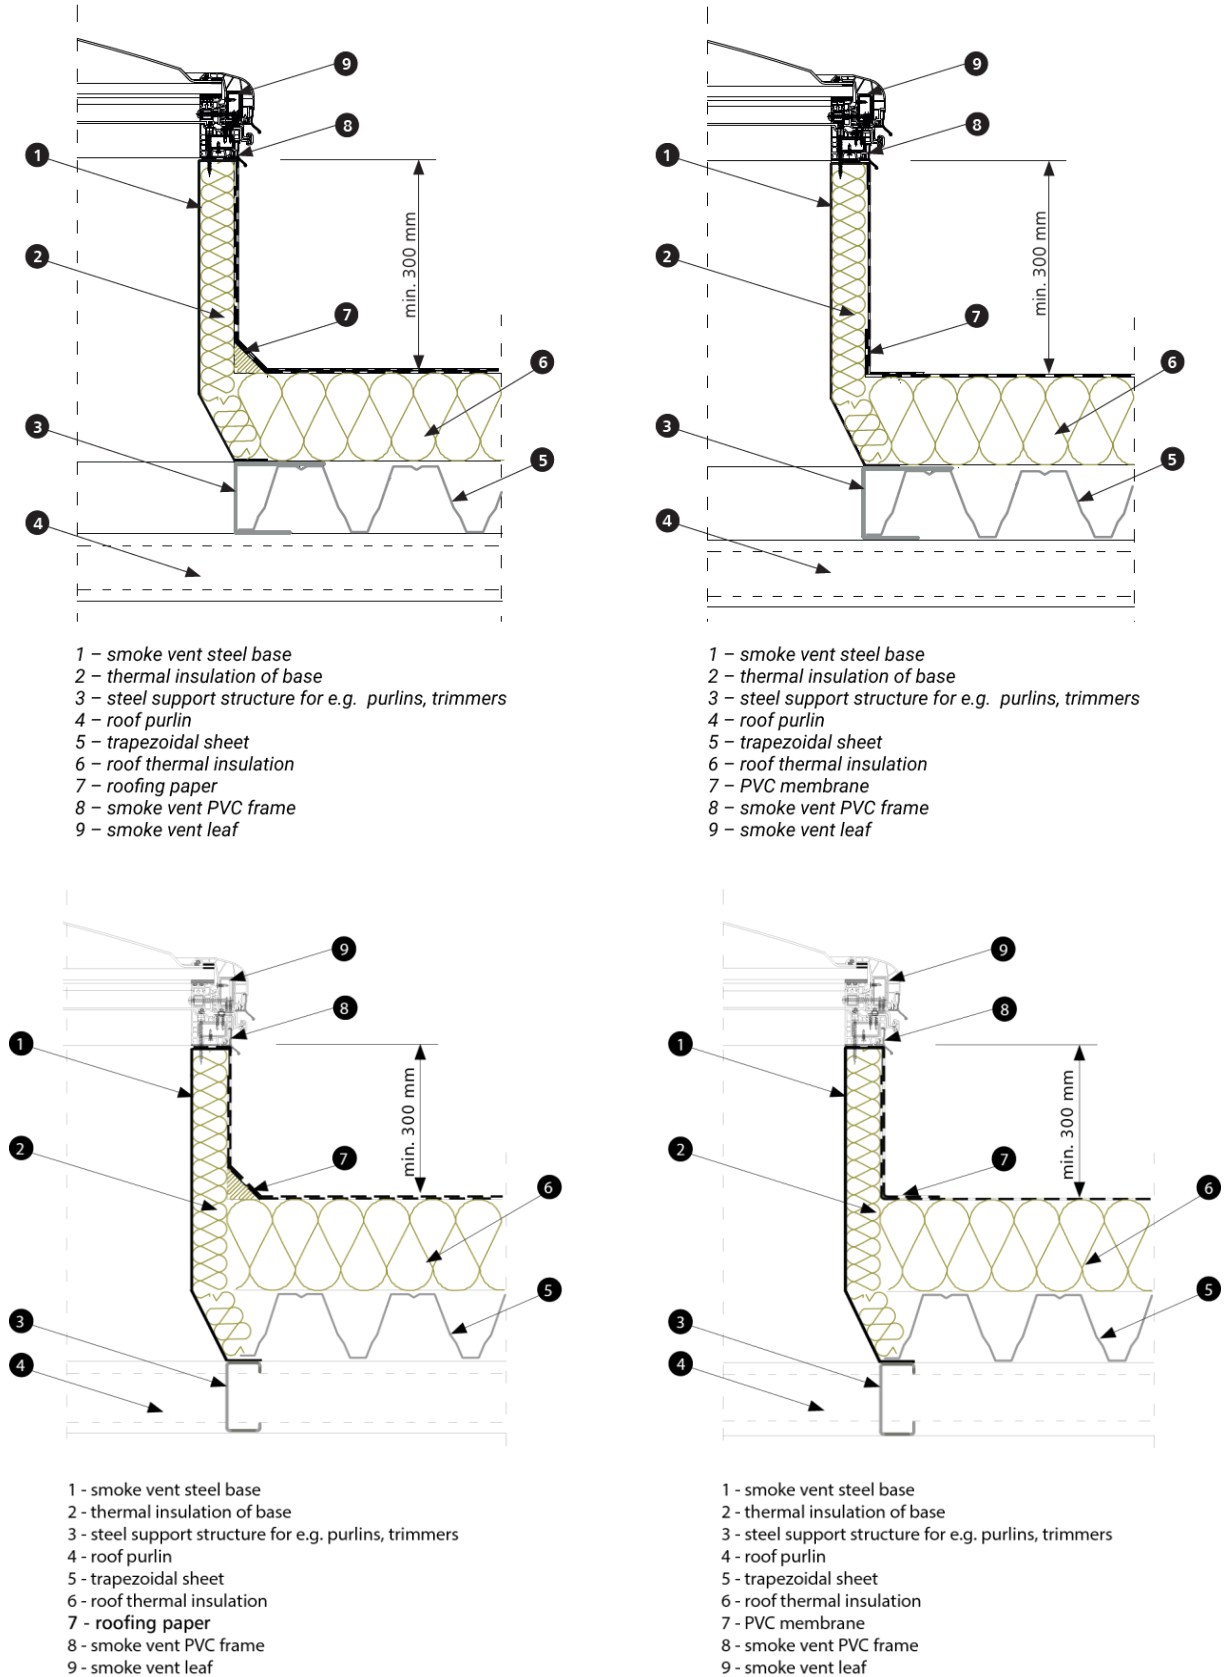 9
8
1
min. 300 mm
2
7
6
3
5
4
1 – smoke vent steel base
2 – thermal insulation of base
3 – steel support structure for e.g. purlins, trimmers
4 – roof purlin
5 – trapezoidal sheet
6 – roof thermal insulation
7 – roofing paper
8 – smoke vent PVC frame
9 – smoke vent leaf
9
8
1
min. 300 mm
2
7
6
3
5
4
1 – smoke vent steel base
2 – thermal insulation of base
3 – steel support structure for e.g. purlins, trimmers
4 – roof purlin
5 – trapezoidal sheet
6 – roof thermal insulation
7 – PVC membrane
8 – smoke vent PVC frame
9 – smoke vent leaf
9
8
1
min. 300 mm
2
7
6
5
3
4
1 - smoke vent steel base
2 - thermal insulation of base
3 - steel support structure for e.g. purlins, trimmers
4 - roof purlin
5 - trapezoidal sheet
6 - roof thermal insulation
7 - roofing paper
8 - smoke vent PVC frame
9 - smoke vent leaf
9
8
1
min. 300 mm
2
7
6
5
3
4
1 - smoke vent steel base
2 - thermal insulation of base
3 - steel support structure for e.g. purlins, trimmers
4 - roof purlin
5 - trapezoidal sheet
6 - roof thermal insulation
7 - PVC membrane
8 - smoke vent PVC frame
9 - smoke vent leaf